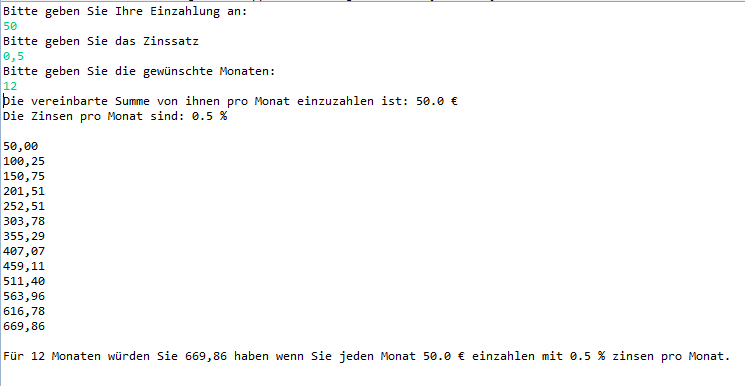 Bitte geben Sie Ihre Einzahlung an:
50
Bitte geben Sie das Zinssatz
0,5
Bitte geben Sie die gewünschte Monaten:
12
Die vereinbarte Summe von ihnen pro Monat einzuzahlen ist: 50.0 €
Die Zinsen pro Monat sind: 0.5 %
50,00
100,25
150,75
201,51
252,51
303,78
355,29
407,07
459,11
511,40
563,96
616,78
669,86
Für 12 Monaten würden Sie 669,86 haben wenn Sie jeden Monat 50.0 € einzahlen mit 0.5 % zinsen pro Monat.